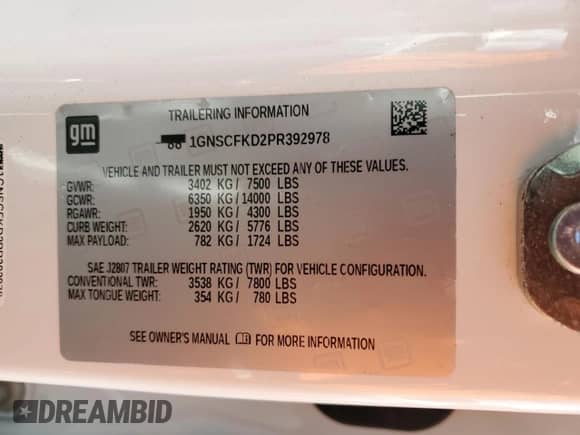 TRAILERING INFORMATION
gm
1GNSCFKD2PR392978
VEHICLE AND TRAILER MUST NOT EXCEED ANY OF THESE VALUES.
GVWR: 3402 KG / 7500 LBS
GCWR: 6350 KG / 14000 LBS
RGAWR: 1950 KG / 4300 LBS
CURB WEIGHT: 2620 KG / 5776 LBS
MAX PAYLOAD: 782 KG / 1724 LBS
SAE J2807 TRAILER WEIGHT RATING (TWR) FOR VEHICLE CONFIGURATION.
CONVENTIONAL TWR: 3538 KG / 7800 LBS
MAX TONGUE WEIGHT: 354 KG / 780 LBS
SEE OWNER'S MANUAL FOR MORE INFORMATION
DREAMBID